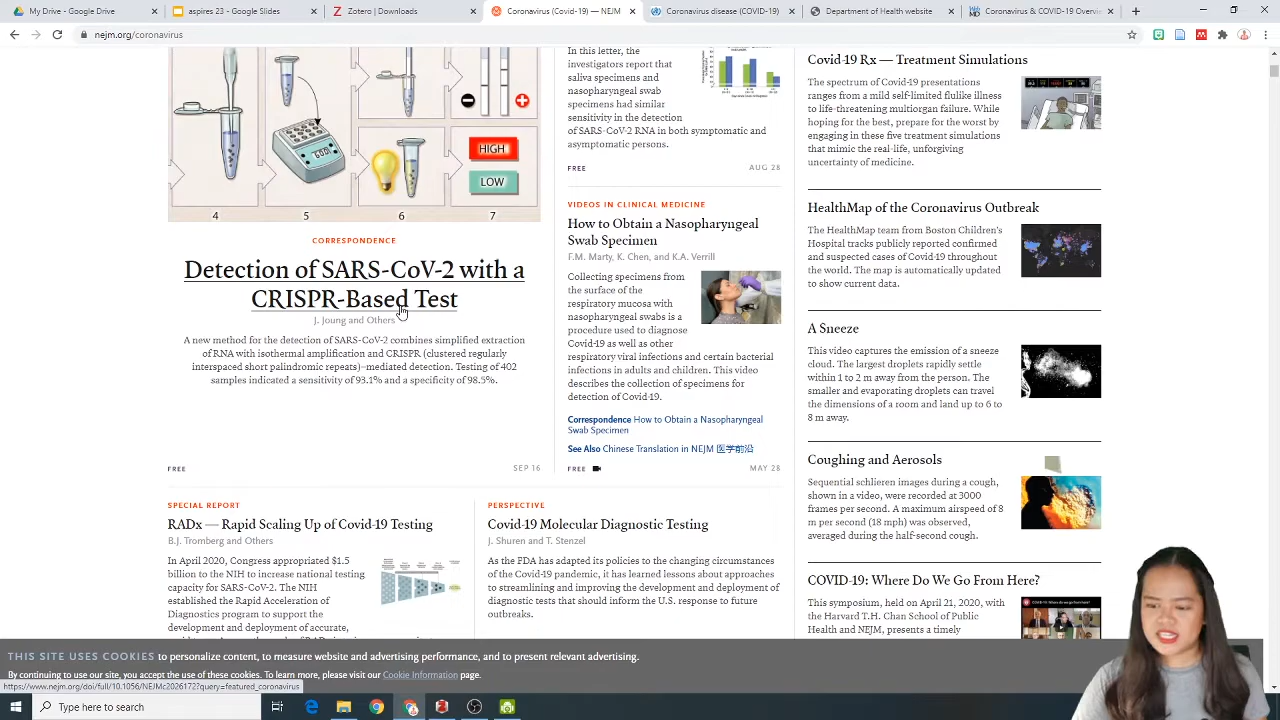 My Drive - Google Drive
aspires 23 - Google Slides
Zotero | Downloads
Coronavirus (Covid-19) — NEJM
Coronavirus disease (COVID-19)
Department of Health website
Coronavirus & COVID-19 Overvie
nejm.org/coronavirus
4 5 6 7
HIGH
LOW
CORRESPONDENCE
Detection of SARS-CoV-2 with a
CRISPR-Based Test
J. Joung and Others
A new method for the detection of SARS-CoV-2 combines simplified extraction
of RNA with isothermal amplification and CRISPR (clustered regularly
interspaced short palindromic repeats)–mediated detection. Testing of 402
samples indicated a sensitivity of 93.1% and a specificity of 98.5%.
FREE
SEP 16
In this letter, the
investigators report that
saliva specimens and
nasopharyngeal swab
specimens had similar
sensitivity in the detection
of SARS-CoV-2 RNA in both symptomatic and
asymptomatic persons.
FREE
AUG 28
VIDEOS IN CLINICAL MEDICINE
How to Obtain a Nasopharyngeal
Swab Specimen
F.M. Marty, K. Chen, and K.A. Verrill
Collecting specimens from
the surface of the
respiratory mucosa with
nasopharyngeal swabs is a
procedure used to diagnose
Covid-19 as well as other
respiratory viral infections and certain bacterial
infections in adults and children. This video
describes the collection of specimens for
detection of Covid-19.
Correspondence How to Obtain a Nasopharyngeal
Swab Specimen
See Also Chinese Translation in NEJM 医学前沿
FREE
MAY 28
SPECIAL REPORT
RADx — Rapid Scaling Up of Covid-19 Testing
B.J. Tromberg and Others
In April 2020, Congress appropriated $1.5
billion to the NIH to increase national testing
capacity for SARS-CoV-2. The NIH
established the Rapid Acceleration of
Diagnostics program to support the
development and deployment of accurate,
PERSPECTIVE
Covid-19 Molecular Diagnostic Testing
J. Shuren and T. Stenzel
As the FDA has adapted its policies to the changing circumstances
of the Covid-19 pandemic, it has learned lessons about approaches
to streamlining and improving the development and deployment of
diagnostic tests that should inform the U.S. response to future
outbreaks.
Covid-19 Rx — Treatment Simulations
The spectrum of Covid-19 presentations
ranges from a mild self-limited flulike illness
to life-threatening multiorgan failure. While
hoping for the best, prepare for the worst by
engaging in these five treatment simulations
that mimic the real-life, unforgiving
uncertainty of medicine.
HealthMap of the Coronavirus Outbreak
The HealthMap team from Boston Children's
Hospital tracks publicly reported confirmed
and suspected cases of Covid-19 throughout
the world. The map is automatically updated
to show current data.
A Sneeze
This video captures the emission of a sneeze
cloud. The largest droplets rapidly settle
within 1 to 2 m away from the person. The
smaller and evaporating droplets can travel
the dimensions of a room and land up to 6 to
8 m away.
Coughing and Aerosols
Sequential schlieren images during a cough,
shown in a video, were recorded at 3000
frames per second. A maximum airspeed of 8
m per second (18 mph) was observed,
averaged during the half-second cough.
COVID-19: Where Do We Go From Here?
This symposium, held on April 21, 2020, with
the Harvard T.H. Chan School of Public
Health and NEJM, presents a timely
THIS SITE USES COOKIES to personalize content, to measure website and advertising performance, and to present relevant advertising.
By continuing to use our site, you accept the use of these cookies. To learn more, please visit our Cookie Information page.
https://www.nejm.org/doi/full/10.1056/NEJMc2026172?query=featured_coronavirus
Type here to search